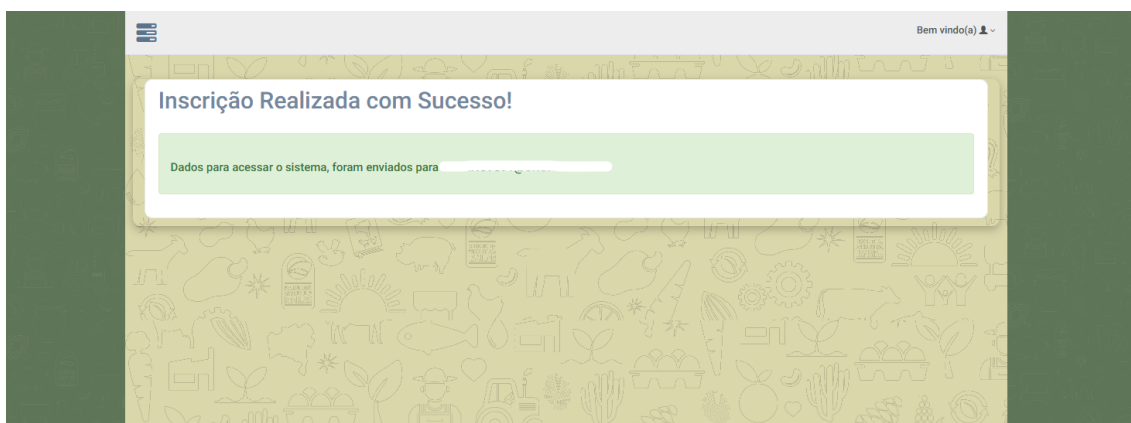 Bem vindo(a)
Inscrição Realizada com Sucesso!
Dados para acessar o sistema, foram enviados para